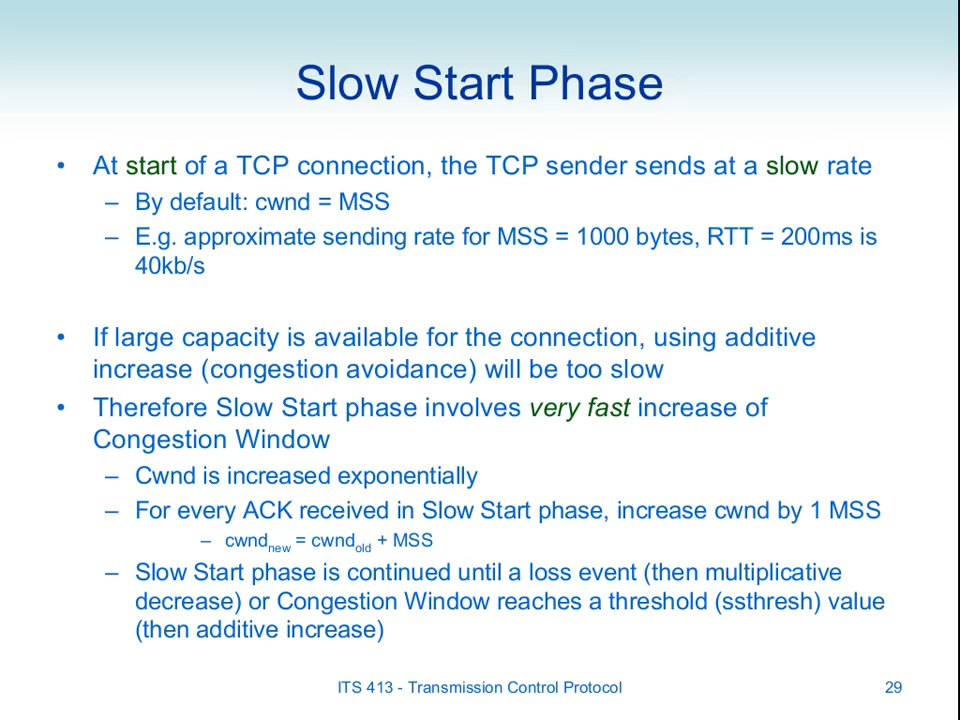 Slow Start Phase
• At start of a TCP connection, the TCP sender sends at a slow rate
– By default: cwnd = MSS
– E.g. approximate sending rate for MSS = 1000 bytes, RTT = 200ms is
40kb/s
• If large capacity is available for the connection, using additive
increase (congestion avoidance) will be too slow
• Therefore Slow Start phase involves very fast increase of
Congestion Window
– Cwnd is increased exponentially
– For every ACK received in Slow Start phase, increase cwnd by 1 MSS
– cwndnew = cwndold + MSS
– Slow Start phase is continued until a loss event (then multiplicative
decrease) or Congestion Window reaches a threshold (ssthresh) value
(then additive increase)
ITS 413 - Transmission Control Protocol
29